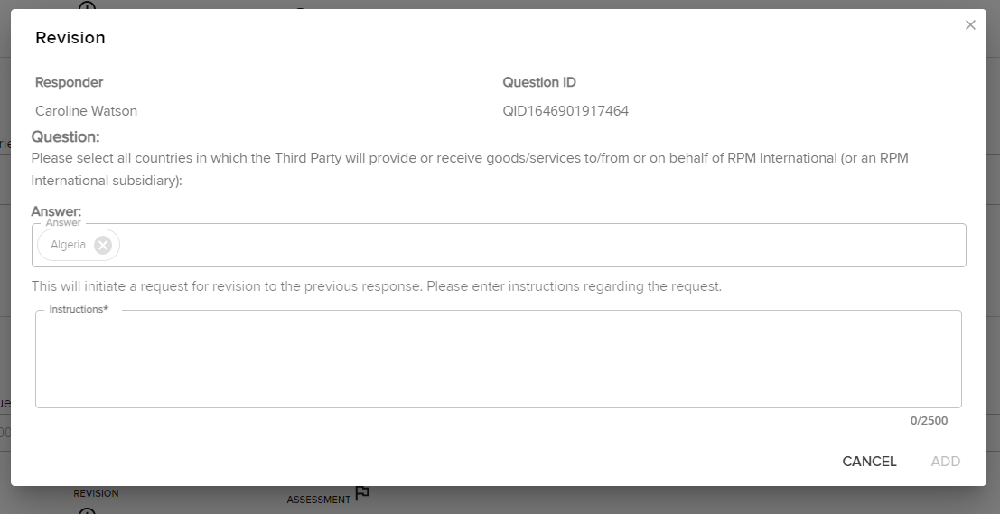 Revision
Responder
Question ID
Caroline Watson
QID1646901917464
Question:
Please select all countries in which the Third Party will provide or receive goods/services to/from or on behalf of RPM International (or an RPM
International subsidiary):
Answer:
Answer
Algeria
This will initiate a request for revision to the previous response. Please enter instructions regarding the request.
Instructions*
0/2500
CANCEL
ADD
REVISION
ASSESSMENT